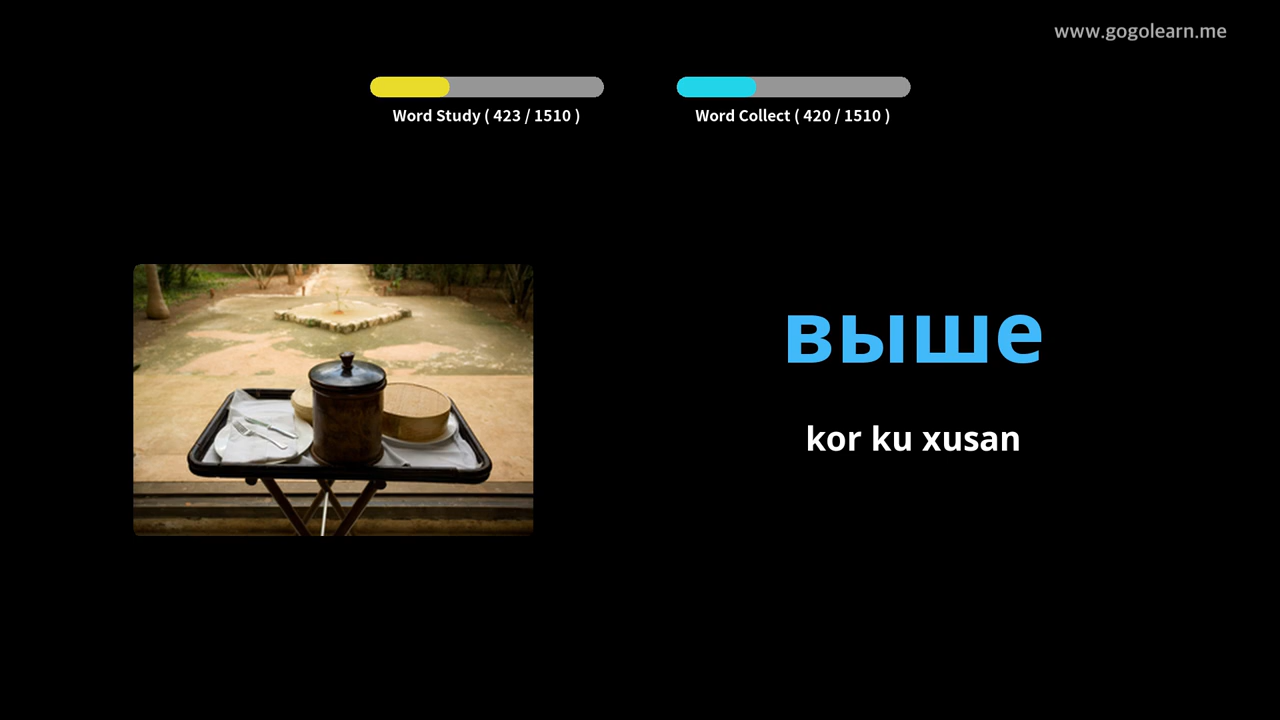 www.gogolearn.me
Word Study ( 423 / 1510 )
Word Collect ( 420 / 1510 )
выше
kor ku xusan